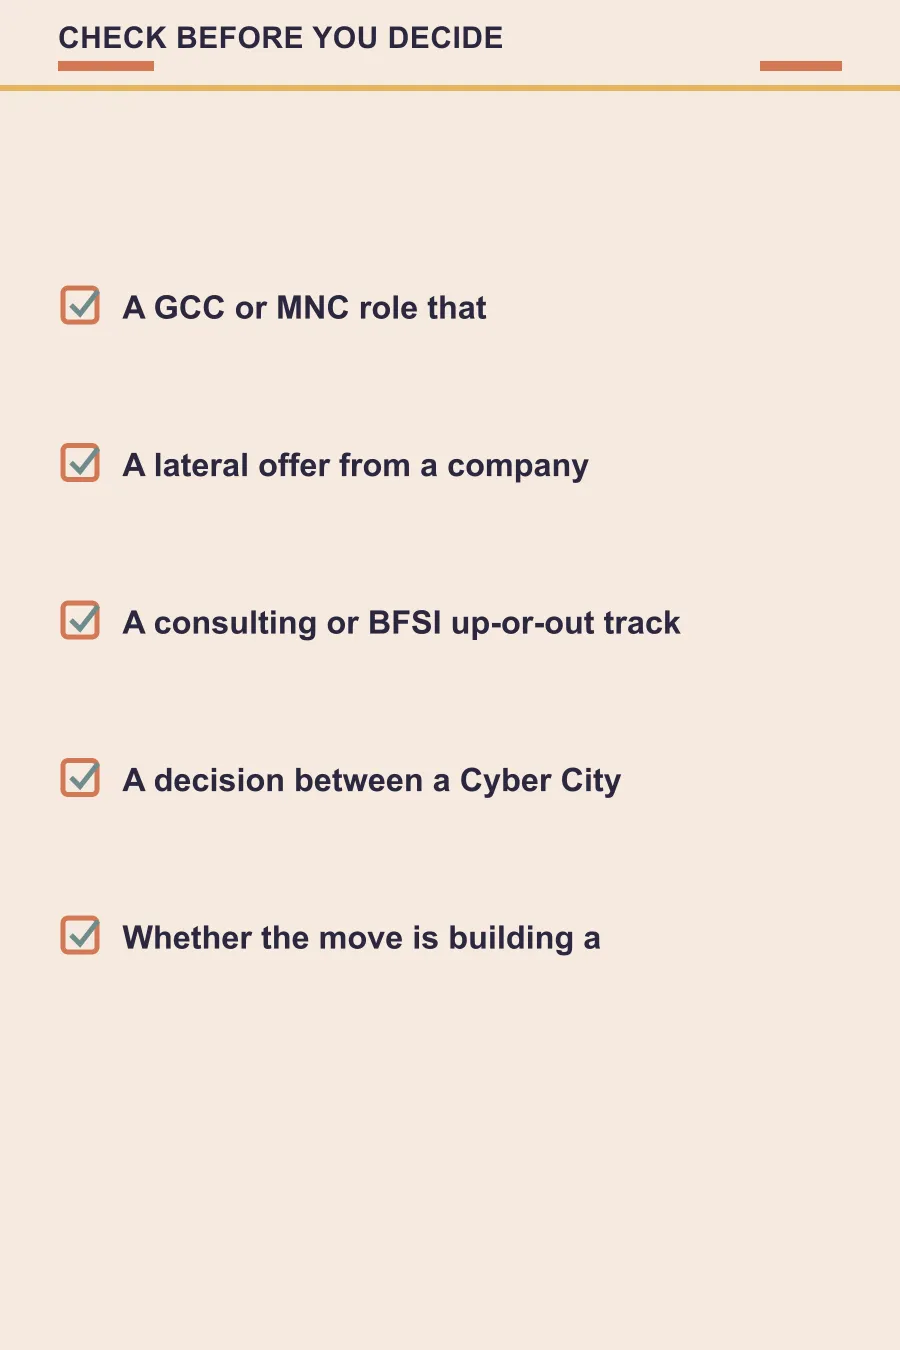 CHECK BEFORE YOU DECIDE
A GCC or MNC role that
A lateral offer from a company
A consulting or BFSI up-or-out track
A decision between a Cyber City
Whether the move is building a